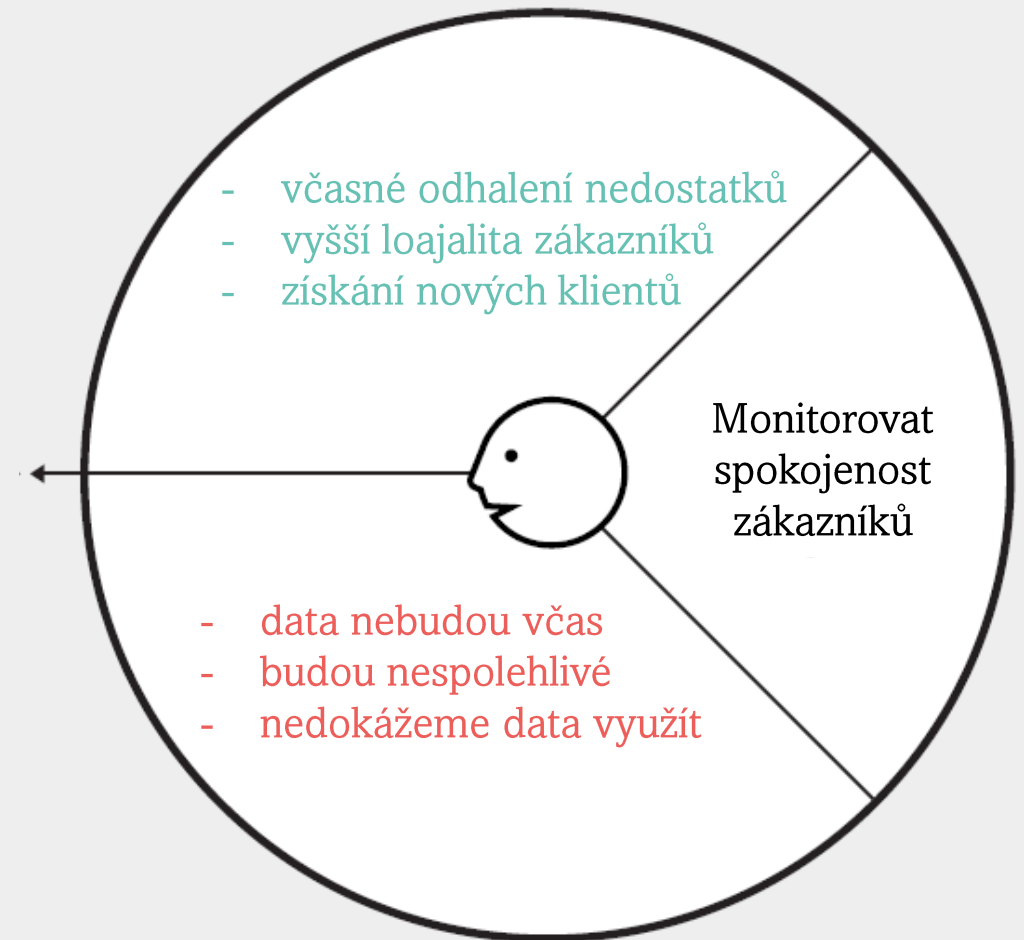 - včasné odhalení nedostatků
- vyšší loajalita zákazníků
- získání nových klientů
Monitorovat
spokojenost
zákazníků
- data nebudou včas
- budou nespolehlivé
- nedokážeme data využít